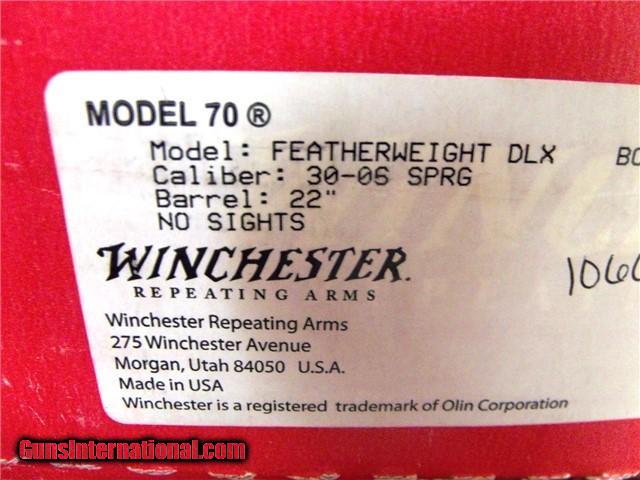 MODEL 70 ®
Model: FEATHERWEIGHT DLX
Caliber: 30-06 SPRG
Barrel: 22"
NO SIGHTS
WINCHESTER.
REPEATING ARMS
Winchester Repeating Arms
275 Winchester Avenue
Morgan, Utah 84050 U.S.A.
Made in USA
Winchester is a registered trademark of Olin Corporation
GunsInternational.com